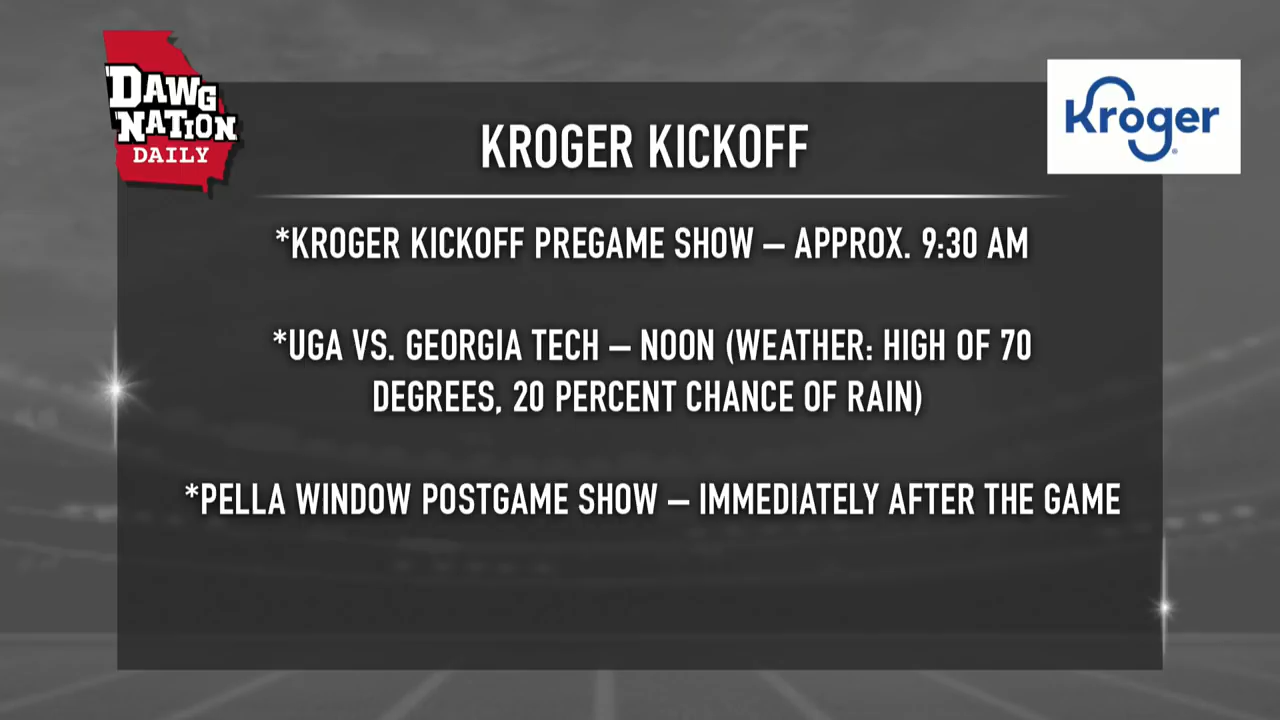 DAWG
NATION
DAILY
Kroger
KROGER KICKOFF
*KROGER KICKOFF PREGAME SHOW – APPROX. 9:30 AM
*UGA VS. GEORGIA TECH – NOON (WEATHER: HIGH OF 70
DEGREES, 20 PERCENT CHANCE OF RAIN)
*PELLA WINDOW POSTGAME SHOW – IMMEDIATELY AFTER THE GAME